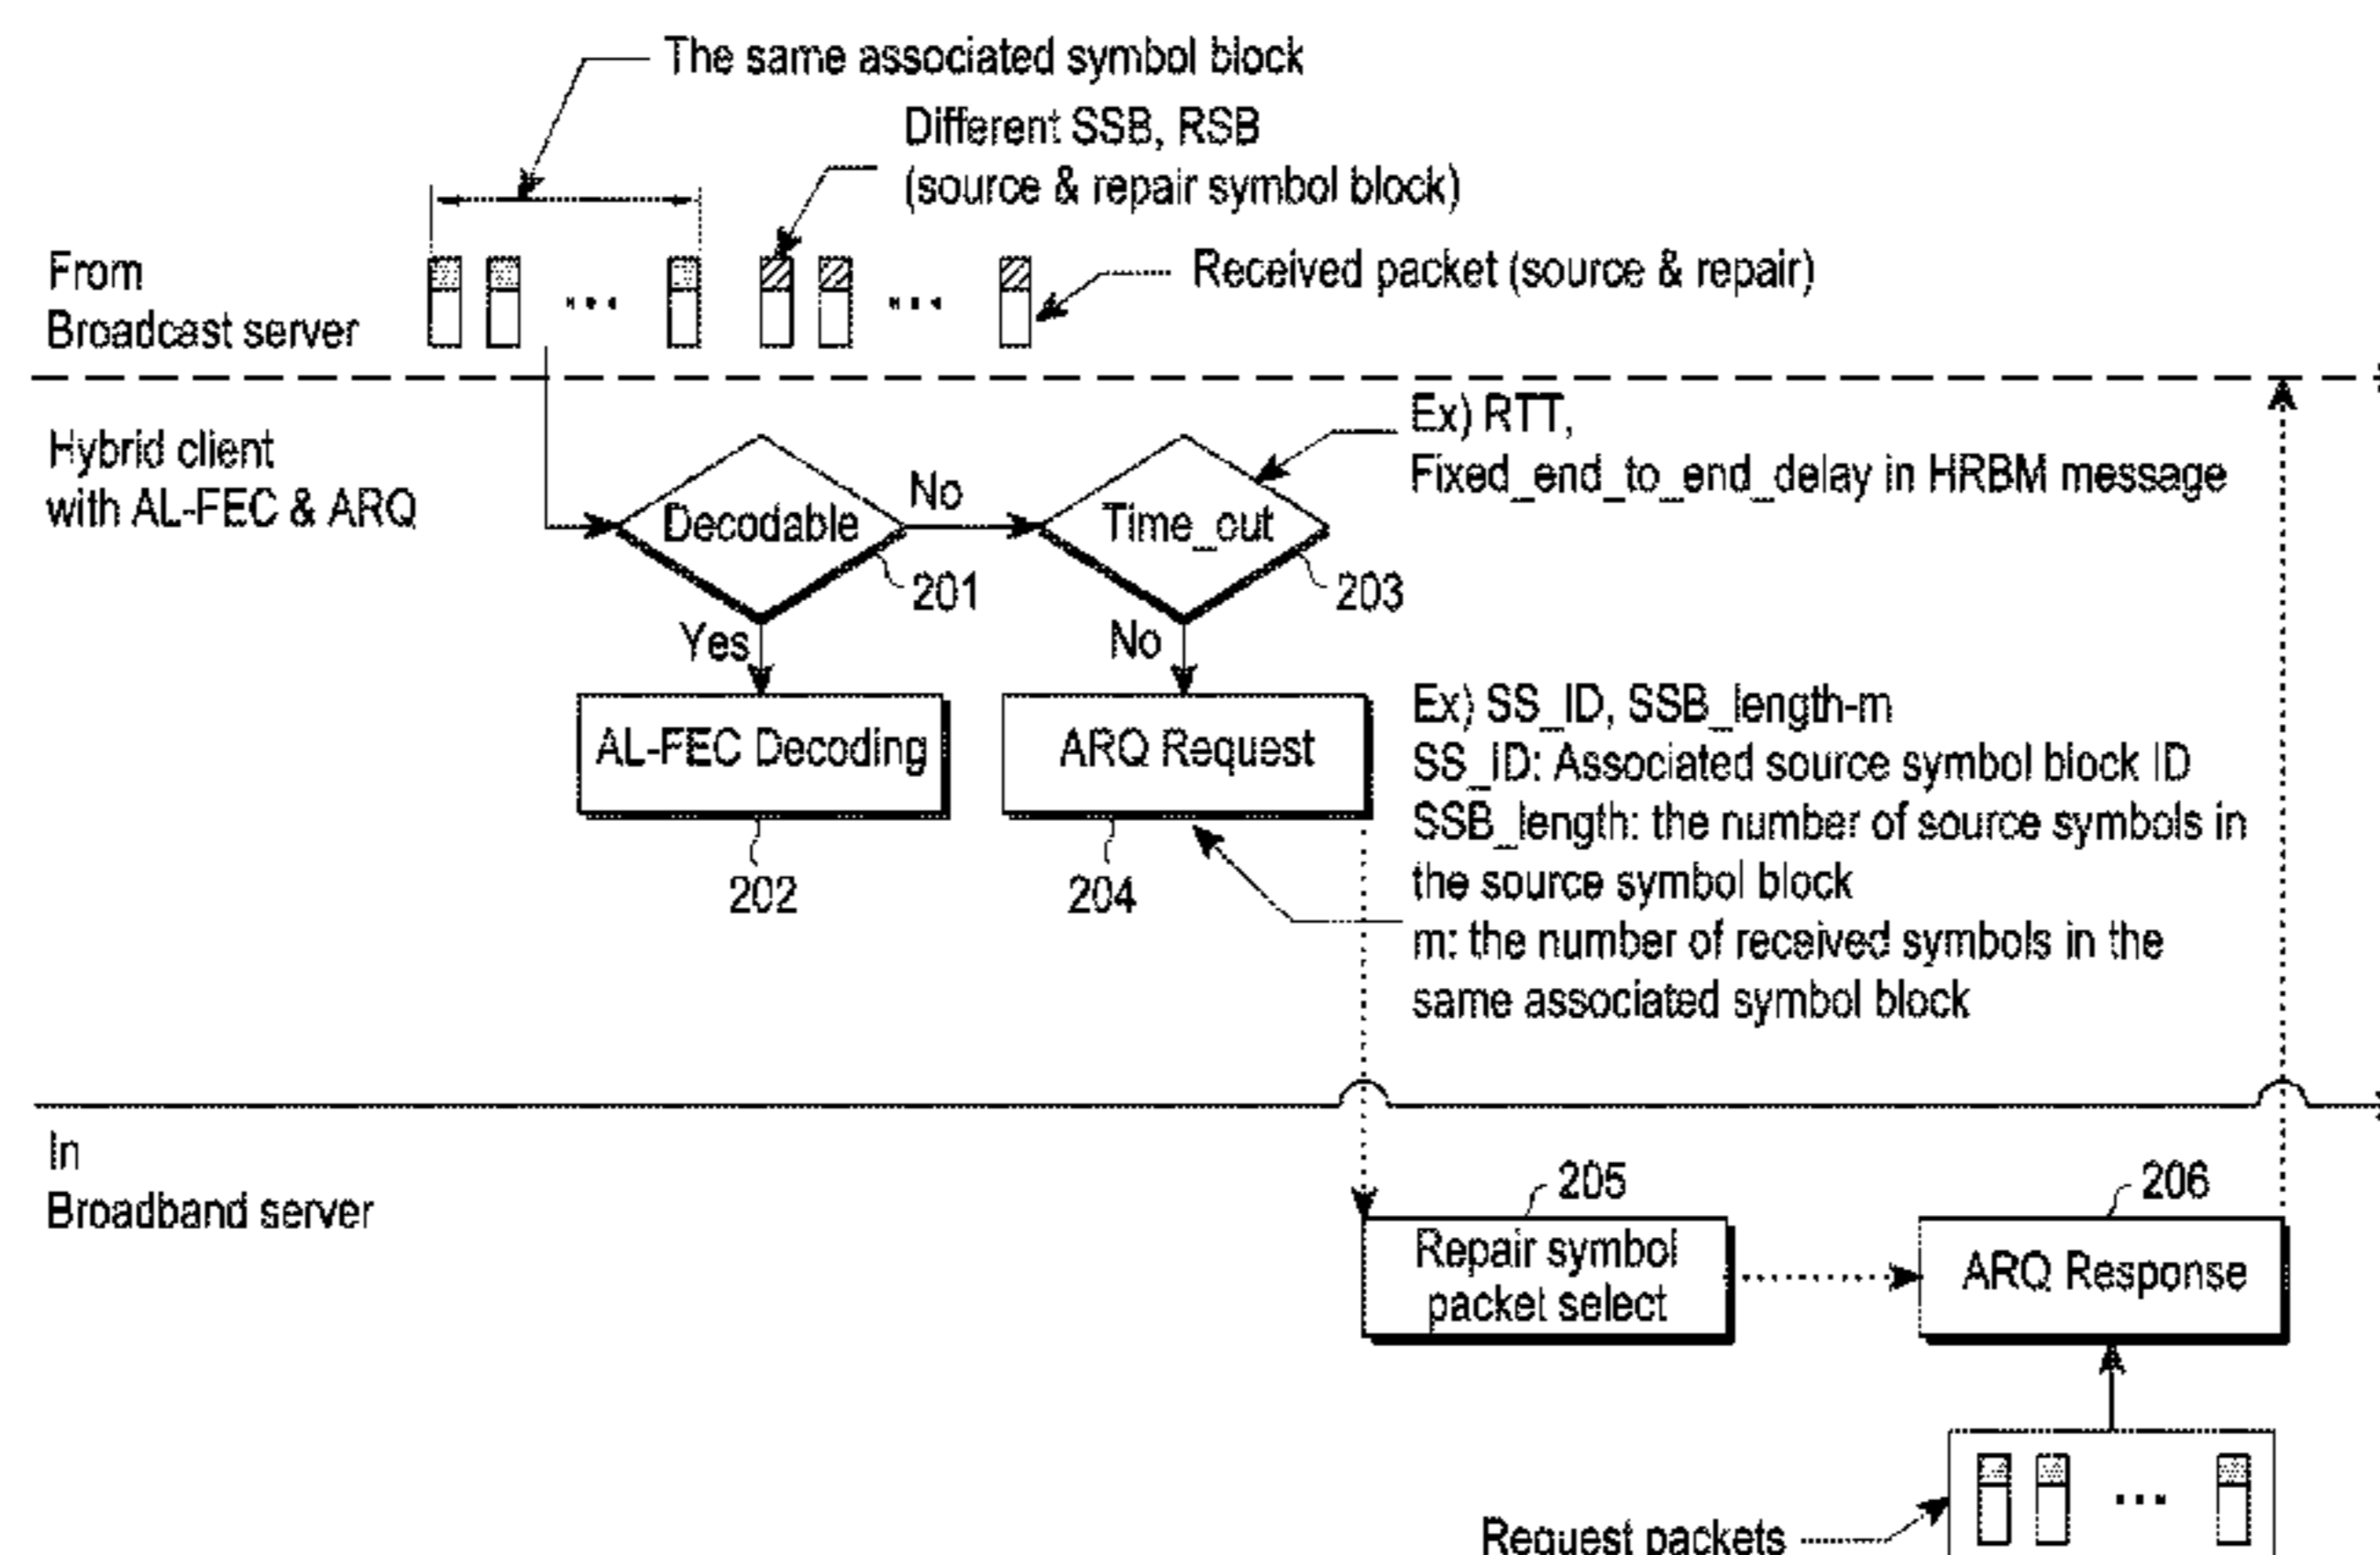 The same associated symbol block
Different SSB, RSB
(source & repair symbol block)
From
Broadcast server
Received packet (source & repair)
Hybrid client
with AL-FEC & ARQ
Ex) RTT,
Fixed_end_to_end_delay in HRBM message
Decodable
No
Time_out
201
203
Yes
No
AL-FEC Decoding
ARQ Request
202
204
Ex) SS_ID, SSB_length-m
SS_ID: Associated source symbol block ID
SSB_length: the number of source symbols in
the source symbol block
m: the number of received symbols in the
same associated symbol block
In
Broadband server
205
206
Repair symbol
packet select
ARQ Response
Request packets